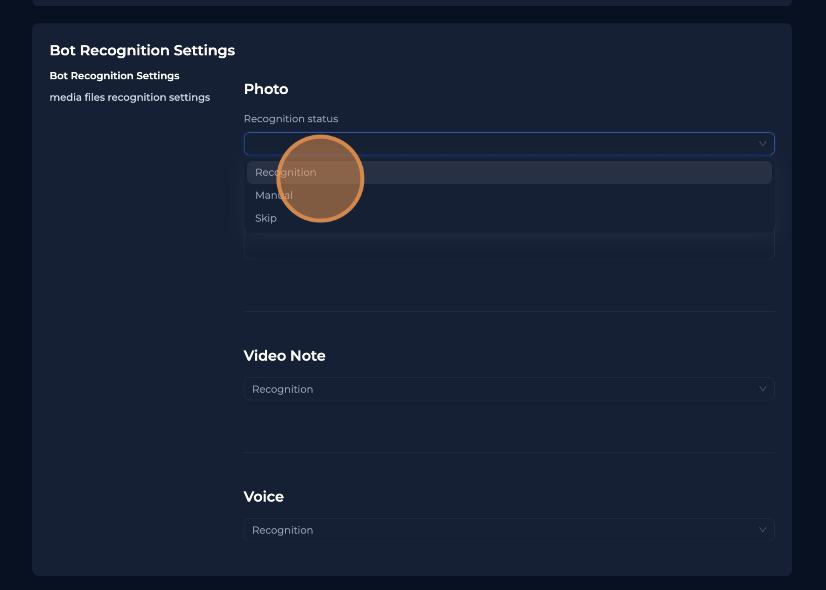 Bot Recognition Settings
Bot Recognition Settings
media files recognition settings
Photo
Recognition status
Recognition
Manual
Skip
Video Note
Recognition
Voice
Recognition